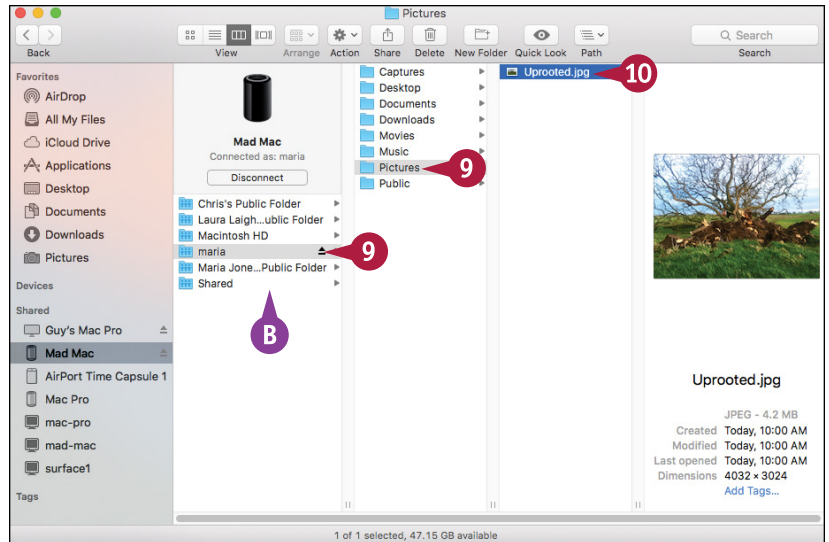 Pictures
Back
View
Arrange
Action
Share
Delete
New Folder
Quick Look
Path
Search
Search
Favorites
AirDrop
All My Files
iCloud Drive
Applications
Desktop
Documents
Downloads
Pictures
Devices
Shared
Guy's Mac Pro
Mad Mac
AirPort Time Capsule 1
Mac Pro
mac-pro
mad-mac
surface1
Tags
Mad Mac
Connected as: maria
Disconnect
Chris's Public Folder
Laura Laigh...ublic Folder
Macintosh HD
maria
9
Maria Jone...Public Folder
Shared
B
Captures
Desktop
Documents
Downloads
Movies
Music
Pictures
9
Public
Uprooted.jpg
10
Uprooted.jpg
JPEG - 4.2 MB
Created Today, 10:00 AM
Modified Today, 10:00 AM
Last opened Today, 10:00 AM
Dimensions 4032 × 3024
Add Tags...
1 of 1 selected, 47.15 GB available